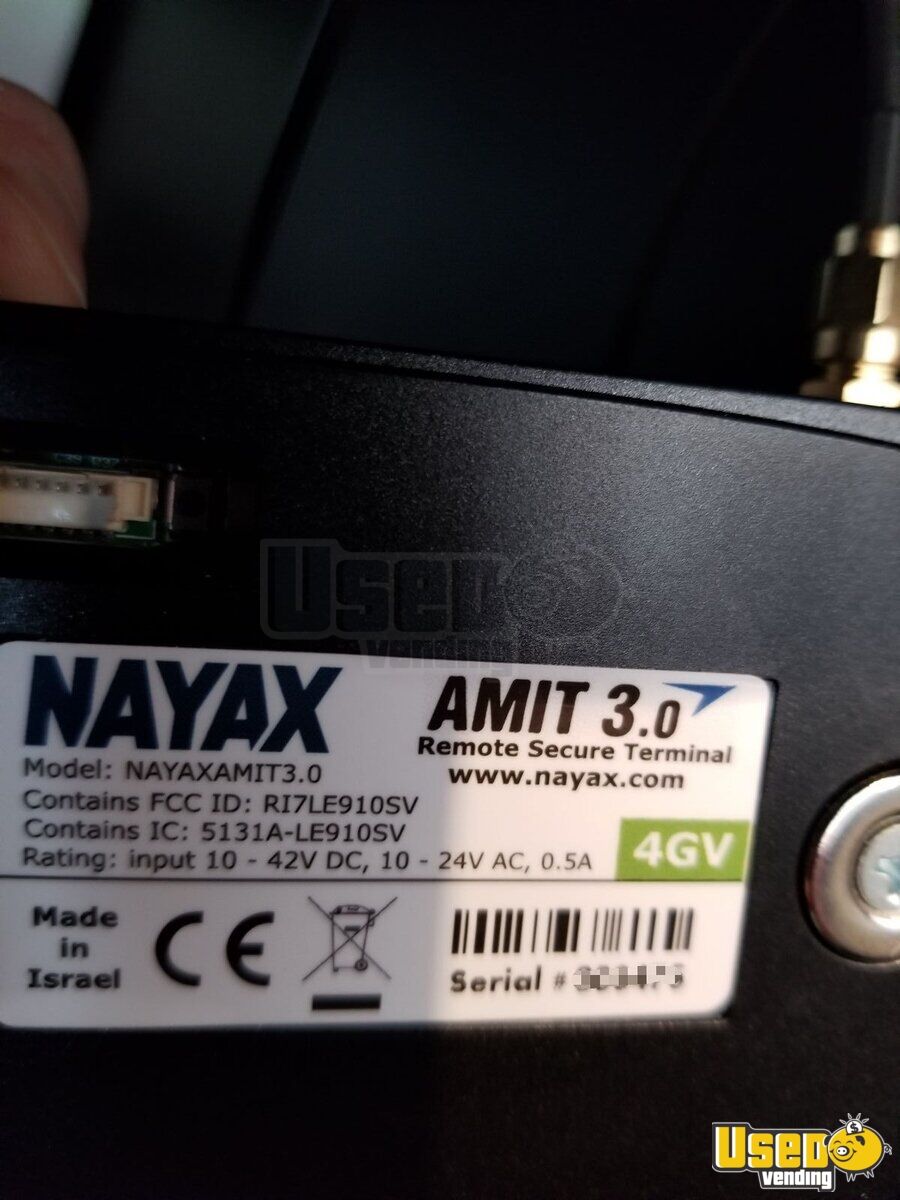 Used
vending
NAYAX
AMIT 3.0
Remote Secure Terminal
www.nayax.com
Model: NAYAXAMIT3.0
Contains FCC ID: RI7LE910SV
Contains IC: 5131A-LE910SV
Rating: input 10 - 42V DC, 10 - 24V AC, 0.5A
4GV
Made
in
Israel
CE
Serial #
Used
vending